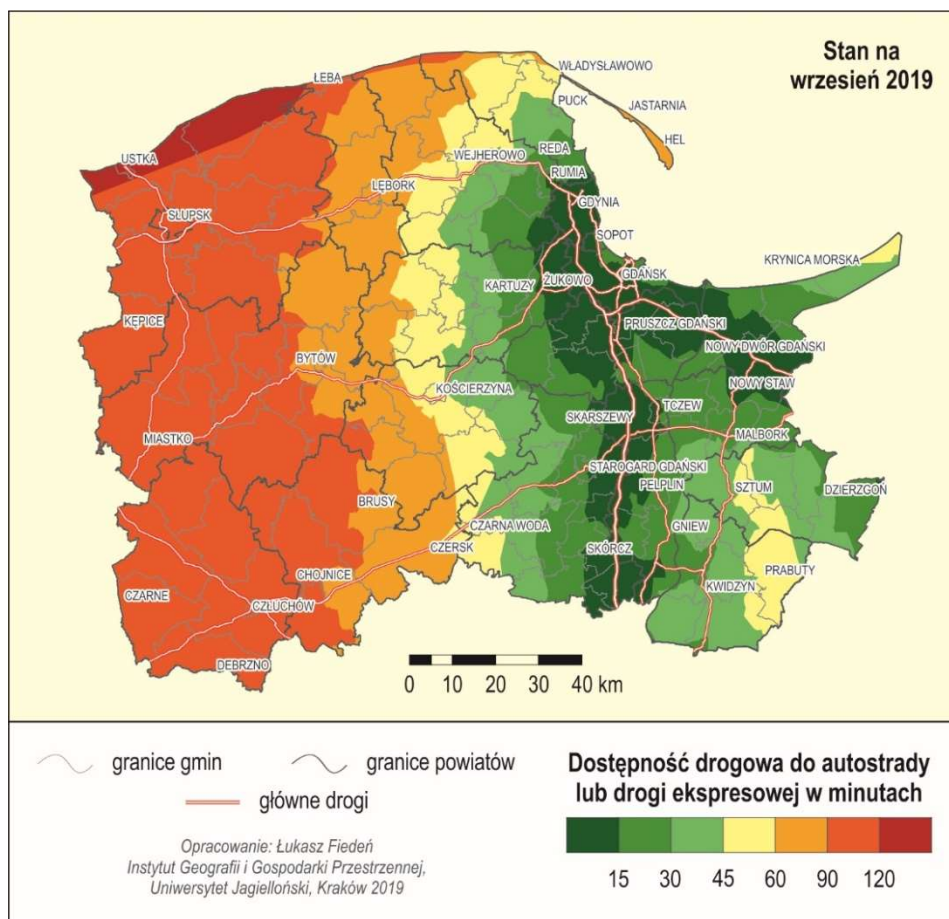 Stan na
wrzesień 2019
WŁADYSŁAWOWO
ŁEBA
PUCK
JASTARNIA
HEL
USTKA
WEJHEROWO
REDA
RUMIA
LĘBORK
GDYNIA
SŁUPSK
SOPOT
KRYNICA MORSKA
KARTUZY
ŻUKOWO
GDAŃSK
KĘPICE
PRUSZCZ GDAŃSKI
NOWY DWÓR GDAŃSKI
BYTÓW
KOŚCIERZYNA
NOWY STAW
SKARSZEWY
TCZEW
MIASTKO
MALBORK
STAROGARD GDAŃSKI
PELPLIN
SZTUM
DZIERZGOŃ
BRUSY
CZARNA WODA
GNIEW
CZERSK
SKÓRCZ
PRABUTY
CHOJNICE
KWIDZYN
CZARNE
CZŁUCHÓW
DEBRZNO
0 10 20 30 40 km
granice gmin
granice powiatów
główne drogi
Opracowanie: Łukasz Fiedeń
Instytut Geografii i Gospodarki Przestrzennej,
Uniwersytet Jagielloński, Kraków 2019
Dostępność drogowa do autostrady
lub drogi ekspresowej w minutach
15 30 45 60 90 120